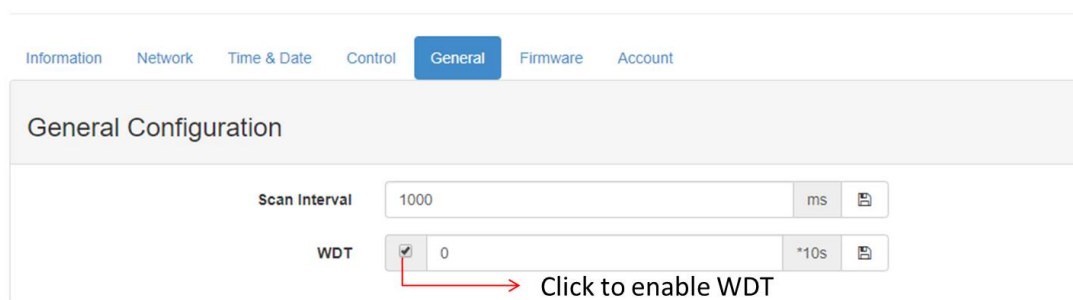 Information Network Time & Date Control General Firmware Account
General Configuration
Scan Interval 1000 ms
WDT 0 *10s
Click to enable WDT